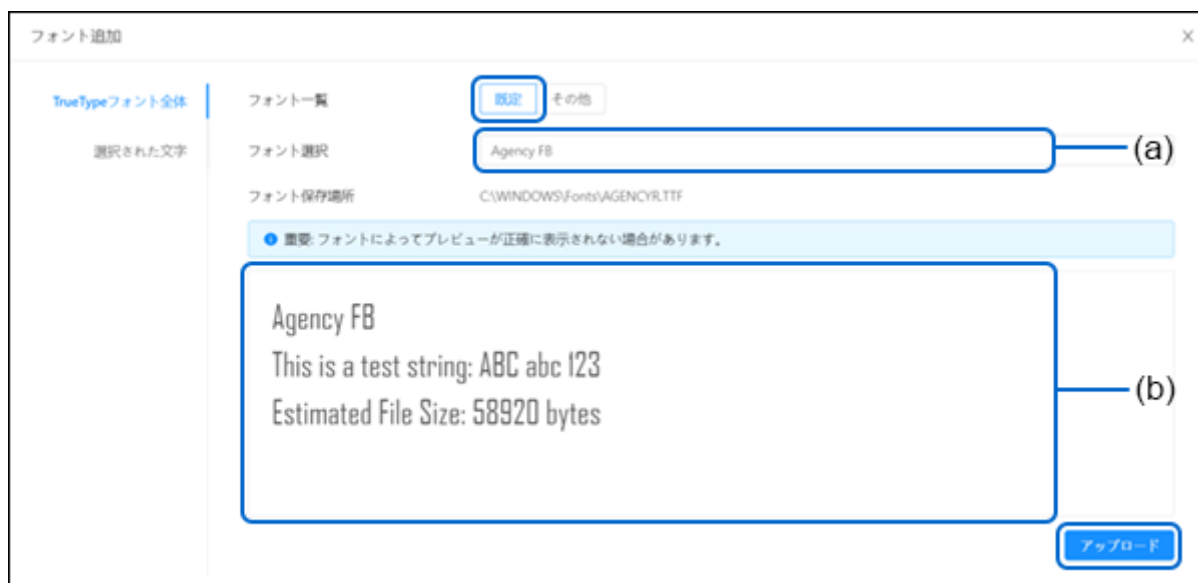 フォント追加 ×
TrueTypeフォント全体
選択された文字
フォント一覧 既定 その他
フォント選択 Agency FB (a)
フォント保存場所 C:\WINDOWS\Fonts\AGENCYR.TTF
重要: フォントによってプレビューが正確に表示されない場合があります。
Agency FB
This is a test string: ABC abc 123
Estimated File Size: 58920 bytes
(b)
アップロード